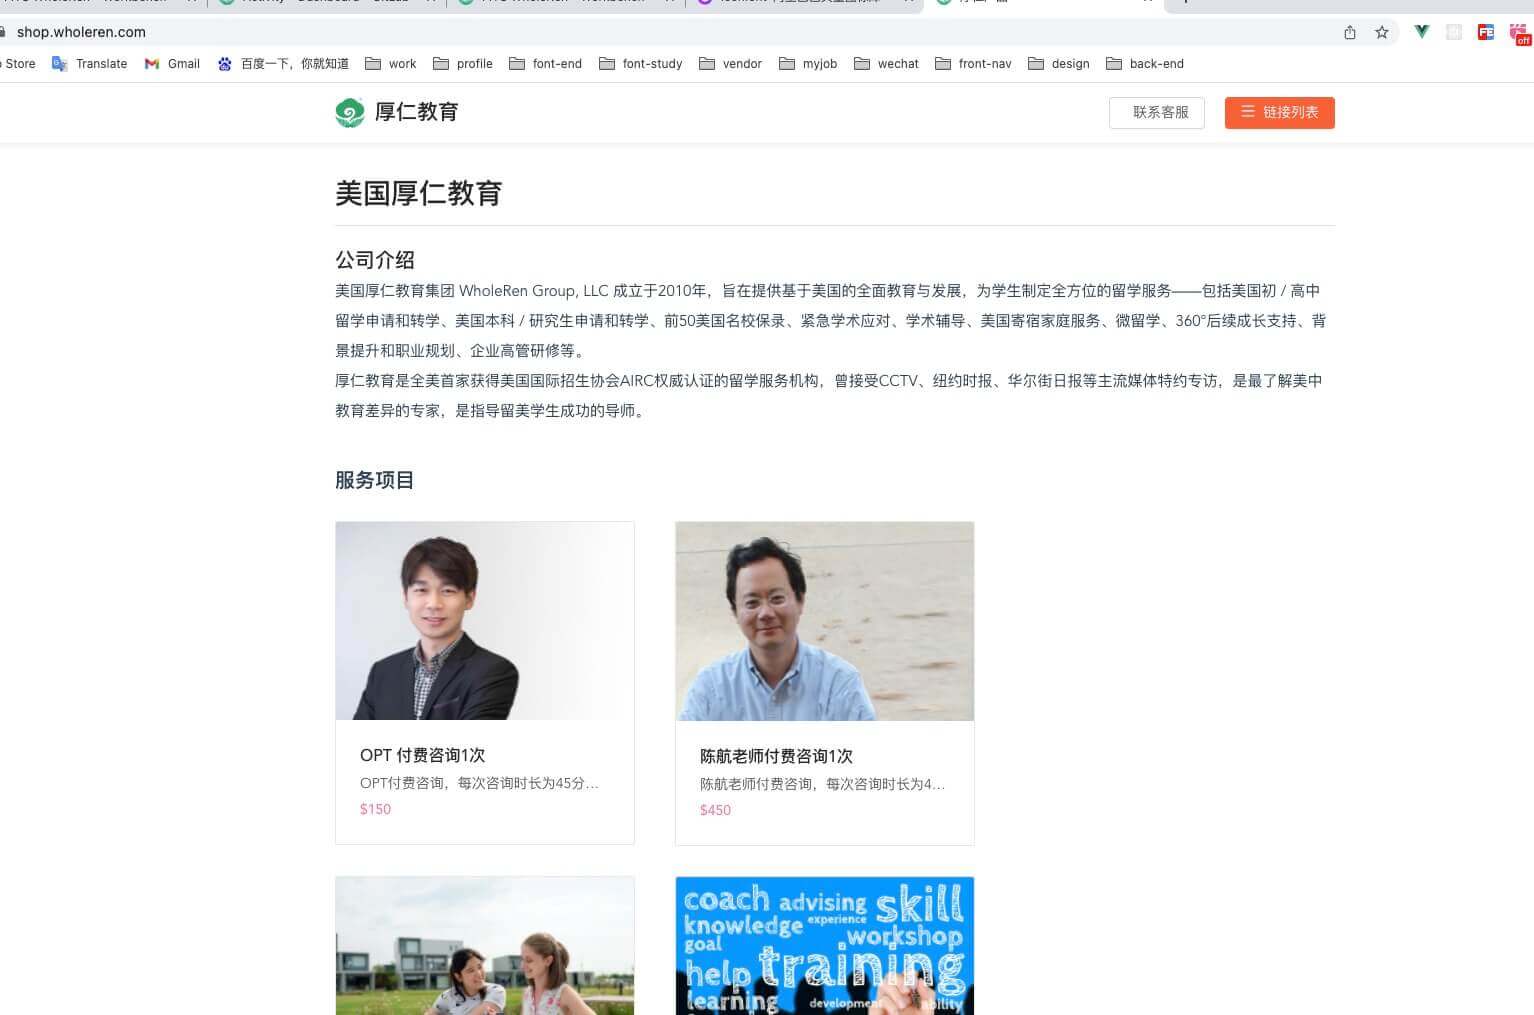 shop.wholeren.com
Store
Translate
Gmail
百度一下，你就知道
work
profile
font-end
font-study
vendor
myjob
wechat
front-nav
design
back-end
off
厚仁教育
联系客服
链接列表
美国厚仁教育
公司介绍
美国厚仁教育集团 WholeRen Group, LLC 成立于2010年，旨在提供基于美国的全面教育与发展，为学生制定全方位的留学服务——包括美国初 / 高中
留学申请和转学、美国本科 / 研究生申请和转学、前50美国名校保录、紧急学术应对、学术辅导、美国寄宿家庭服务、微留学、360°后续成长支持、背
景提升和职业规划、企业高管研修等。
厚仁教育是全美首家获得美国国际招生协会AIRC权威认证的留学服务机构，曾接受CCTV、纽约时报、华尔街日报等主流媒体特约专访，是最了解美中
教育差异的专家，是指导留美学生成功的导师。
服务项目
OPT 付费咨询1次
OPT付费咨询，每次咨询时长为45分...
$150
陈航老师付费咨询1次
陈航老师付费咨询，每次咨询时长为4...
$450
coach advising skill
knowledge experience
goal workshop
help training
learning development ability